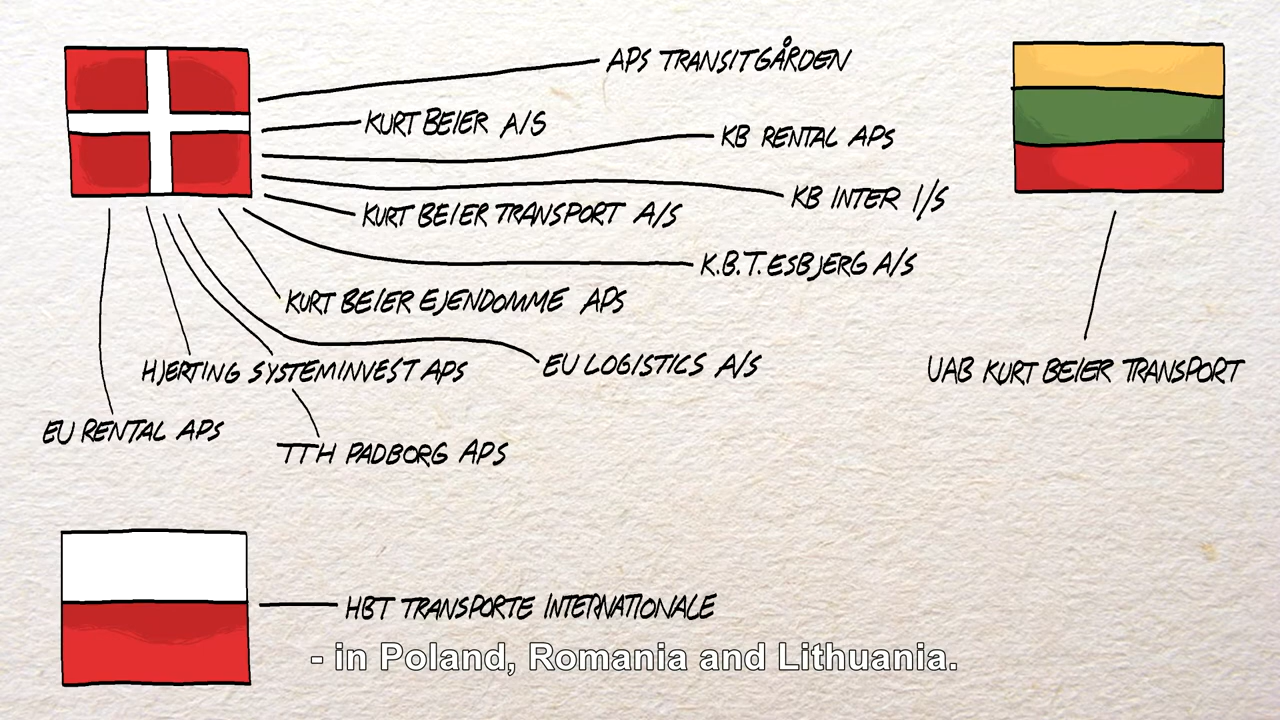 APS TRANSITGÅRDEN
KURT BEIER A/S
KB RENTAL APS
KB INTER I/S
KURT BEIER TRANSPORT A/S
K.B.T. ESBJERG A/S
KURT BEIER EJENDOMME APS
HJERTING SYSTEMINVEST APS
EU LOGISTICS A/S
UAB KURT BEIER TRANSPORT
EU RENTAL APS
TTH PADBORG APS
HBT TRANSPORTE INTERNATIONALE
- in Poland, Romania and Lithuania.